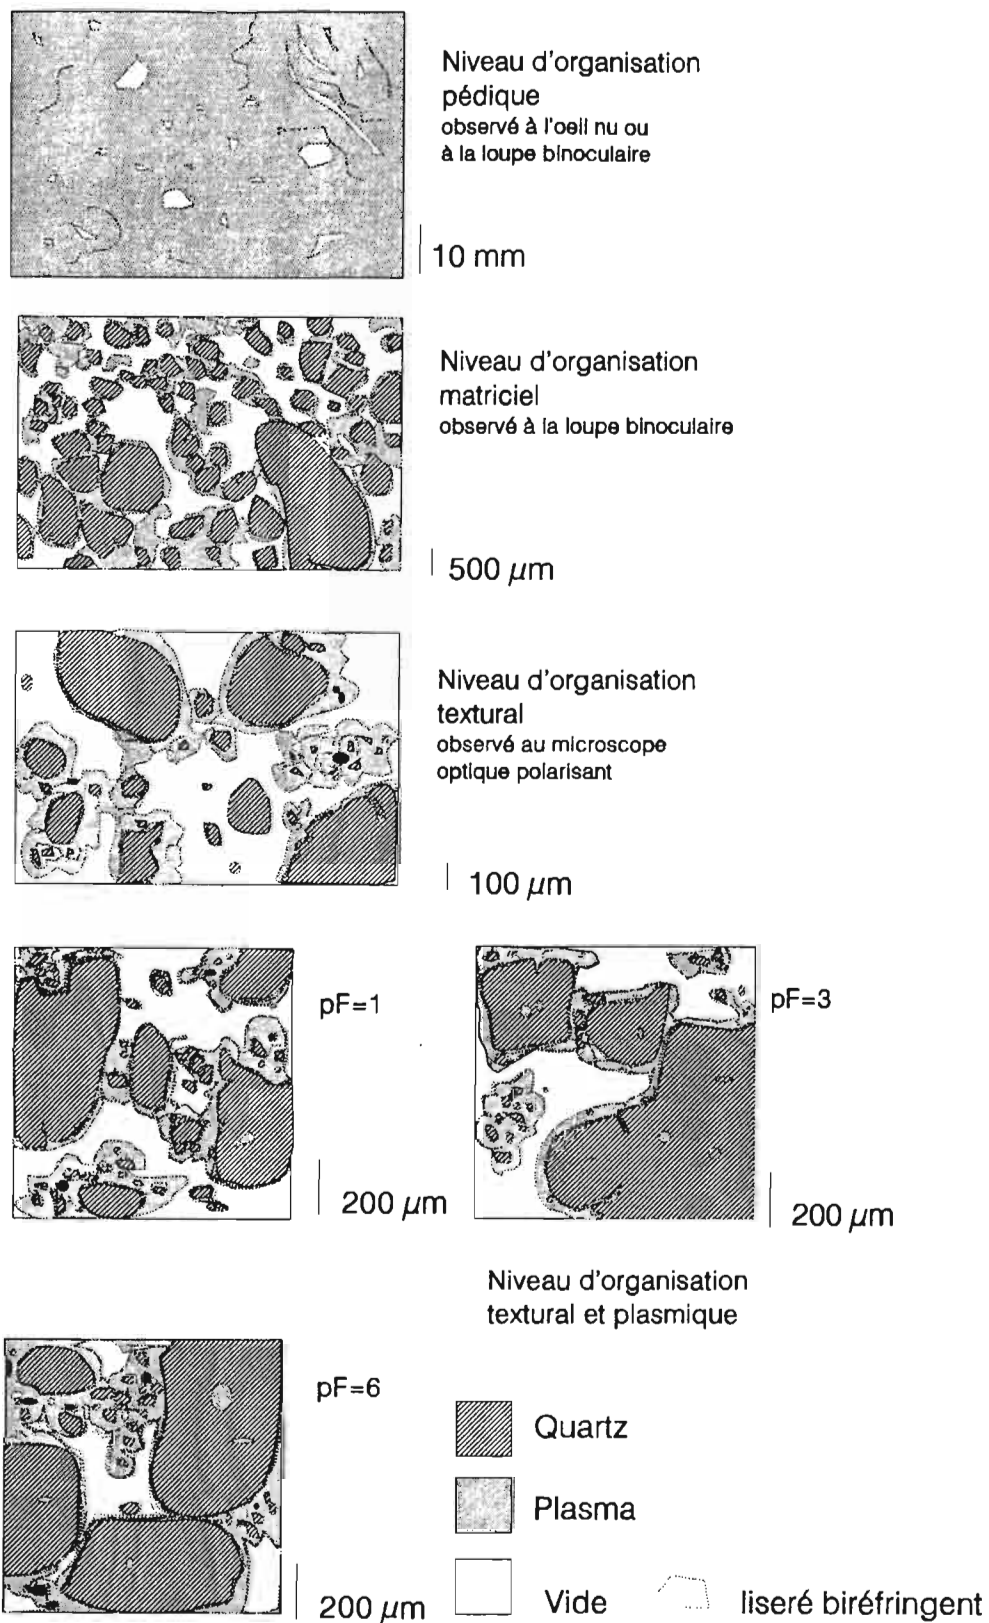 Niveau d'organisation
pédique
observé à l'oeil nu ou
à la loupe binoculaire
10 mm
Niveau d'organisation
matriciel
observé à la loupe binoculaire
500 µm
Niveau d'organisation
textural
observé au microscope
optique polarisant
100 µm
pF=1
200 µm
pF=3
200 µm
Niveau d'organisation
textural et plasmique
pF=6
200 µm
Quartz
Plasma
Vide
liseré biréfringent